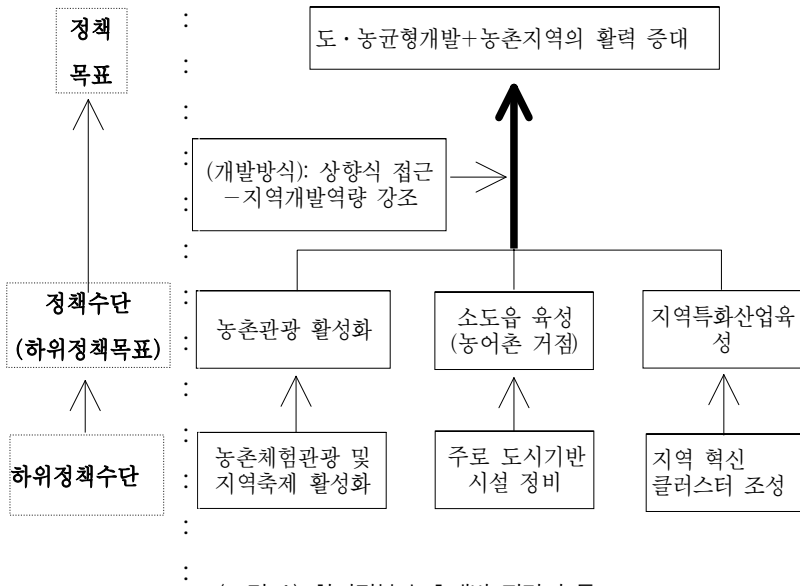 정책
목표
도·농균형개발+농촌지역의 활력 증대
(개발방식): 상향식 접근
-지역개발역량 강조
정책수단
(하위정책목표)
농촌관광 활성화
소도읍 육성
(농어촌 거점)
지역특화산업육
성
하위정책수단
농촌체험관광 및
지역축제 활성화
주로 도시기반
시설 정비
지역 혁신
클러스터 조성